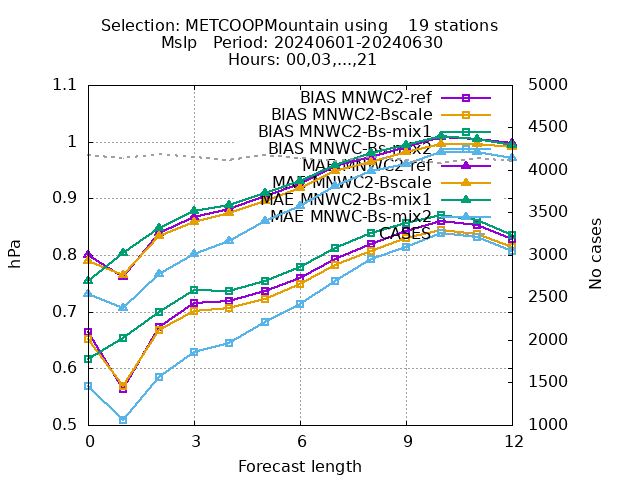 Selection: METCOOPMountain using    19 stations
Mslp   Period: 20240601-20240630
Hours: 00,03,...,21
1.1
1
0.9
0.8
0.7
0.6
0.5
hPa
5000
4500
4000
3500
3000
2500
2000
1500
1000
No cases
BIAS MNWC2-ref
BIAS MNWC2-Bscale
BIAS MNWC2-Bs-mix1
BIAS MNWC-Bs-mix2
MAE MNWC2-ref
MAE MNWC2-Bscale
MAE MNWC2-Bs-mix1
MAE MNWC-Bs-mix2
CASES
0 3 6 9 12
Forecast length